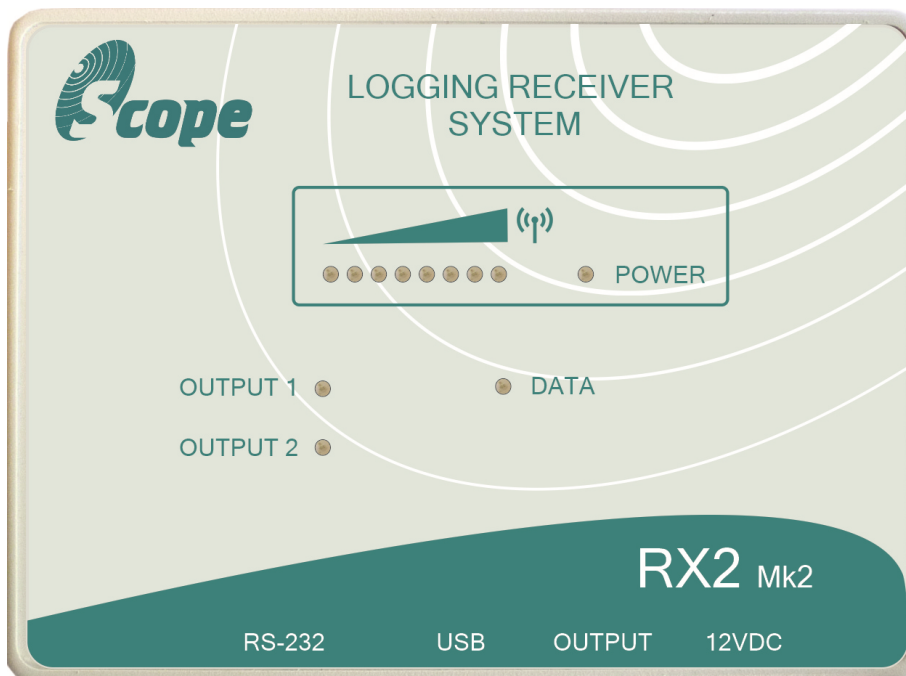 Scope
LOGGING RECEIVER
SYSTEM
POWER
OUTPUT 1
DATA
OUTPUT 2
RX2 Mk2
RS-232 USB OUTPUT 12VDC